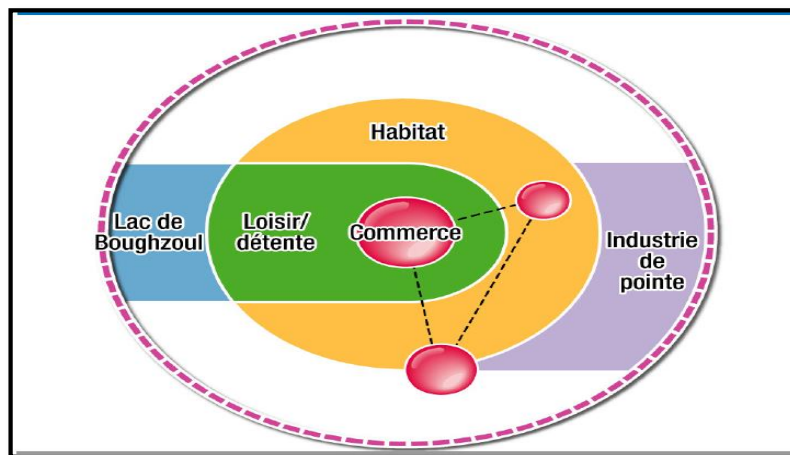 Habitat
Lac de
Boughzoul
Loisir/
détente
Commerce
Industrie
de
pointe